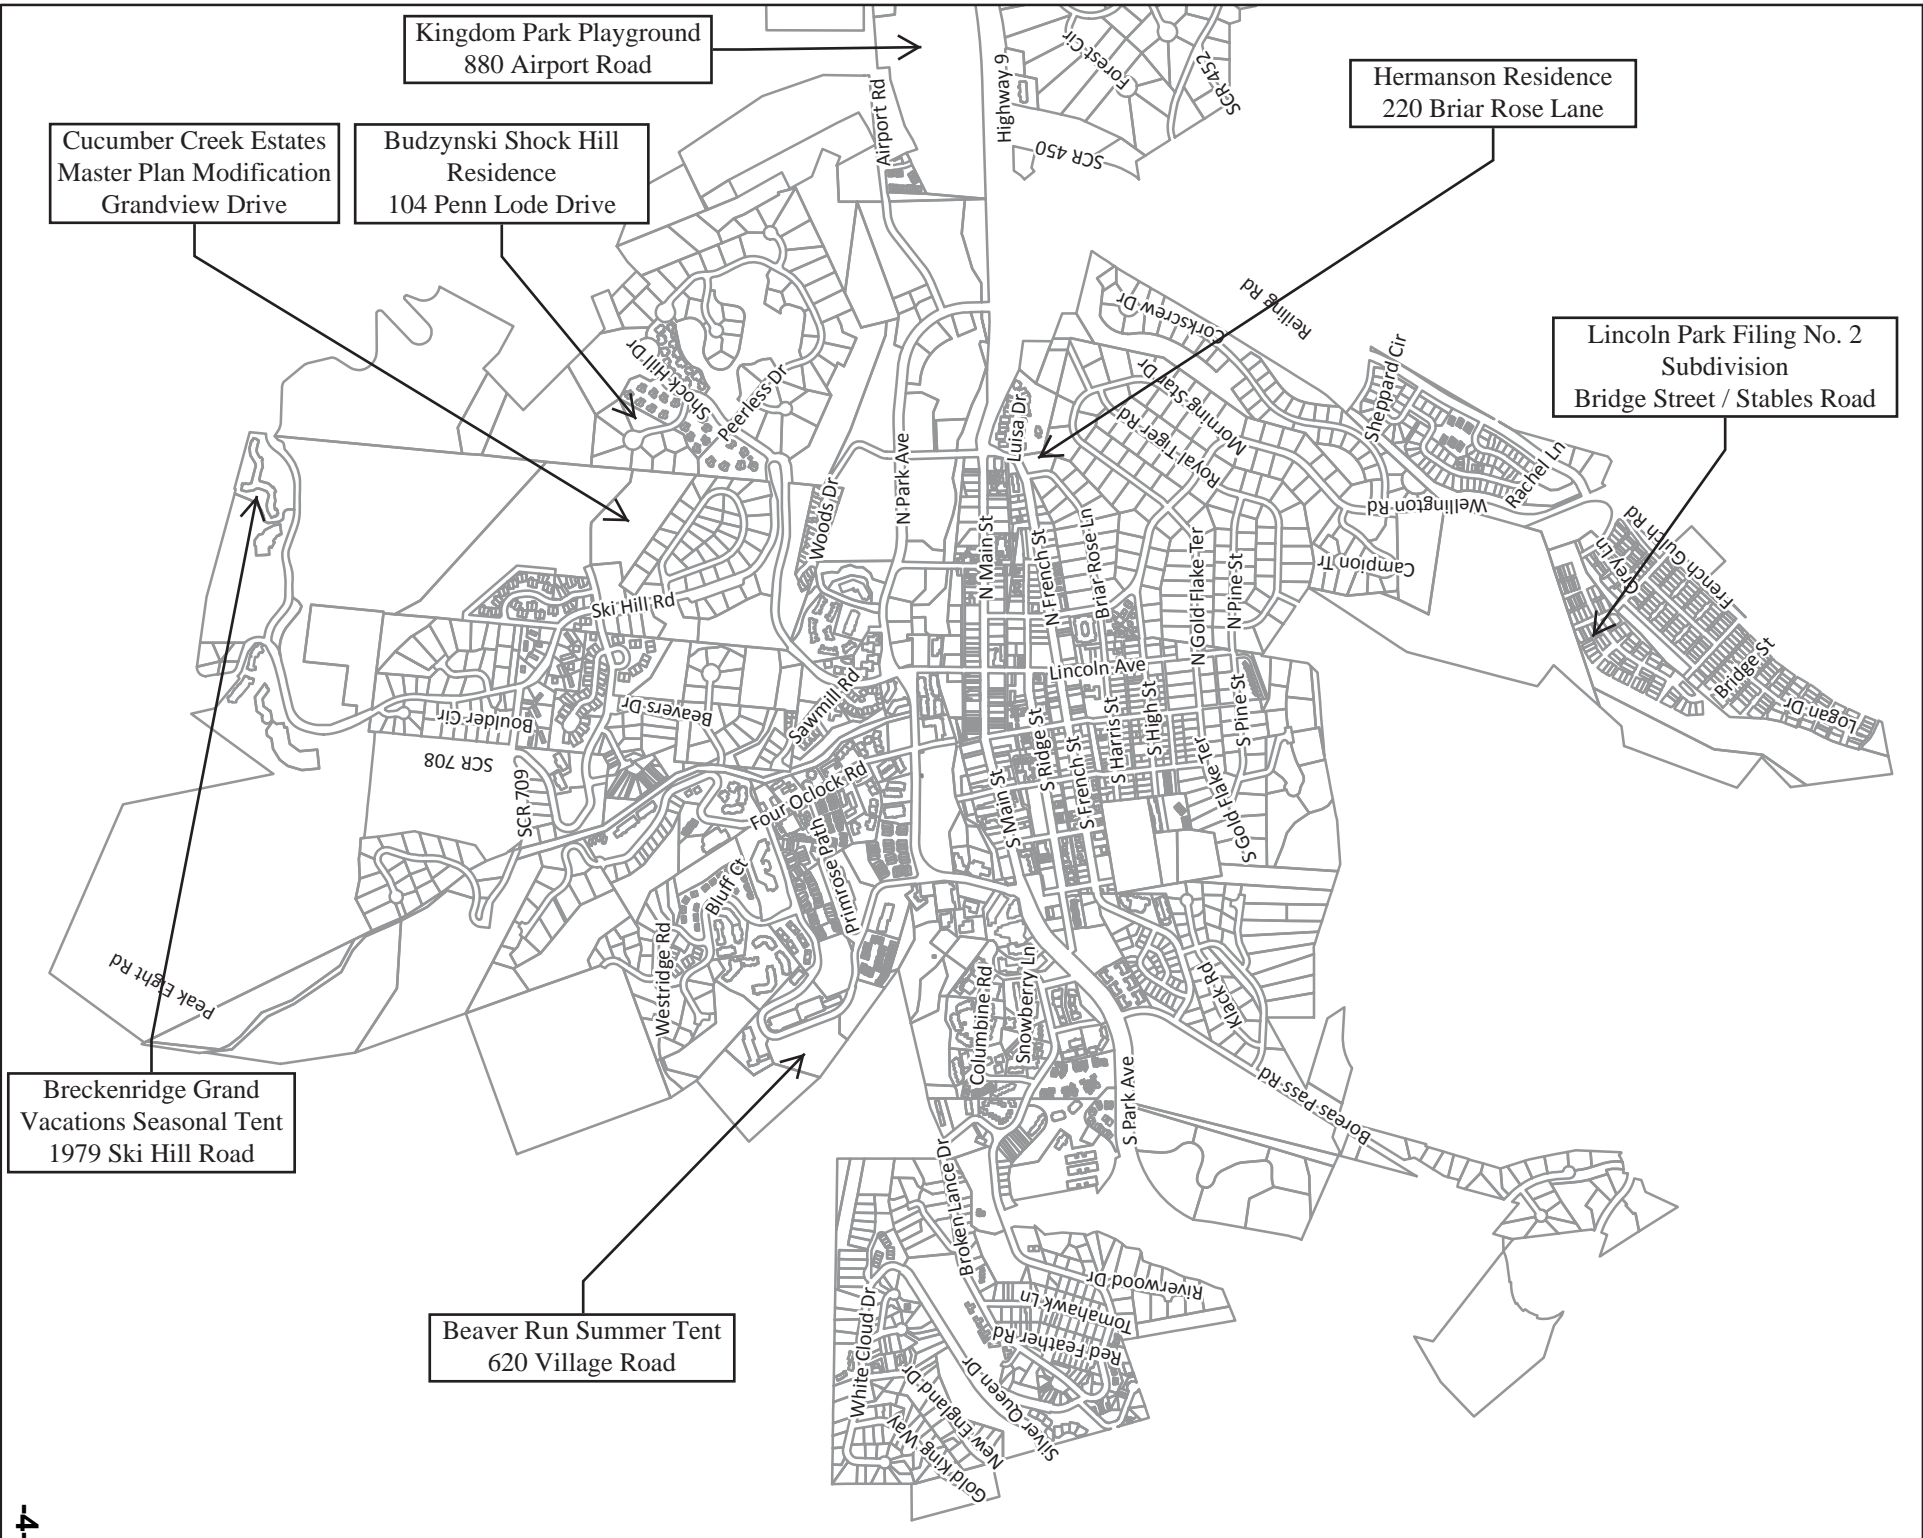 Kingdom Park Playground
880 Airport Road
Hermanson Residence
220 Briar Rose Lane
Cucumber Creek Estates
Master Plan Modification
Grandview Drive
Budzynski Shock Hill
Residence
104 Penn Lode Drive
Lincoln Park Filing No. 2
Subdivision
Bridge Street / Stables Road
Breckenridge Grand
Vacations Seasonal Tent
1979 Ski Hill Road
Beaver Run Summer Tent
620 Village Road
Airport Rd
Highway 9
Forest Cir
SCR 452
SCR 450
Corkscrew Dr
Reiling Rd
Shock Hill Dr
Peerless Dr
Luisa Dr
Morning Star Dr
Royal Tiger Rd
Sheppard Cir
Rachel Ln
Wellington Rd
N Park Ave
Woods Dr
N Main St
N French St
Briar Rose Ln
N Gold Flake Ter
N Pine St
Campion Tr
Grey Ln
French Gulch Rd
Bridge St
Logan Dr
Ski Hill Rd
Lincoln Ave
Boulder Cir
Beavers Dr
Sawmill Rd
SCR 708
SCR 709
S Ridge St
S Harris St
S High St
S Pine St
S Main St
S French St
S Gold Flake Ter
Four Oclock Rd
Primrose Path
Bluff Ct
Westridge Rd
Peak Eight Rd
Columbine Rd
Snowberry Ln
Klack Rd
S Park Ave
Boreas Pass Rd
Broken Lance Dr
Riverwood Dr
Tomahawk Ln
Red Feather Rd
White Cloud Dr
New England Dr
Silver Queen Dr
Gold King Way
-4-